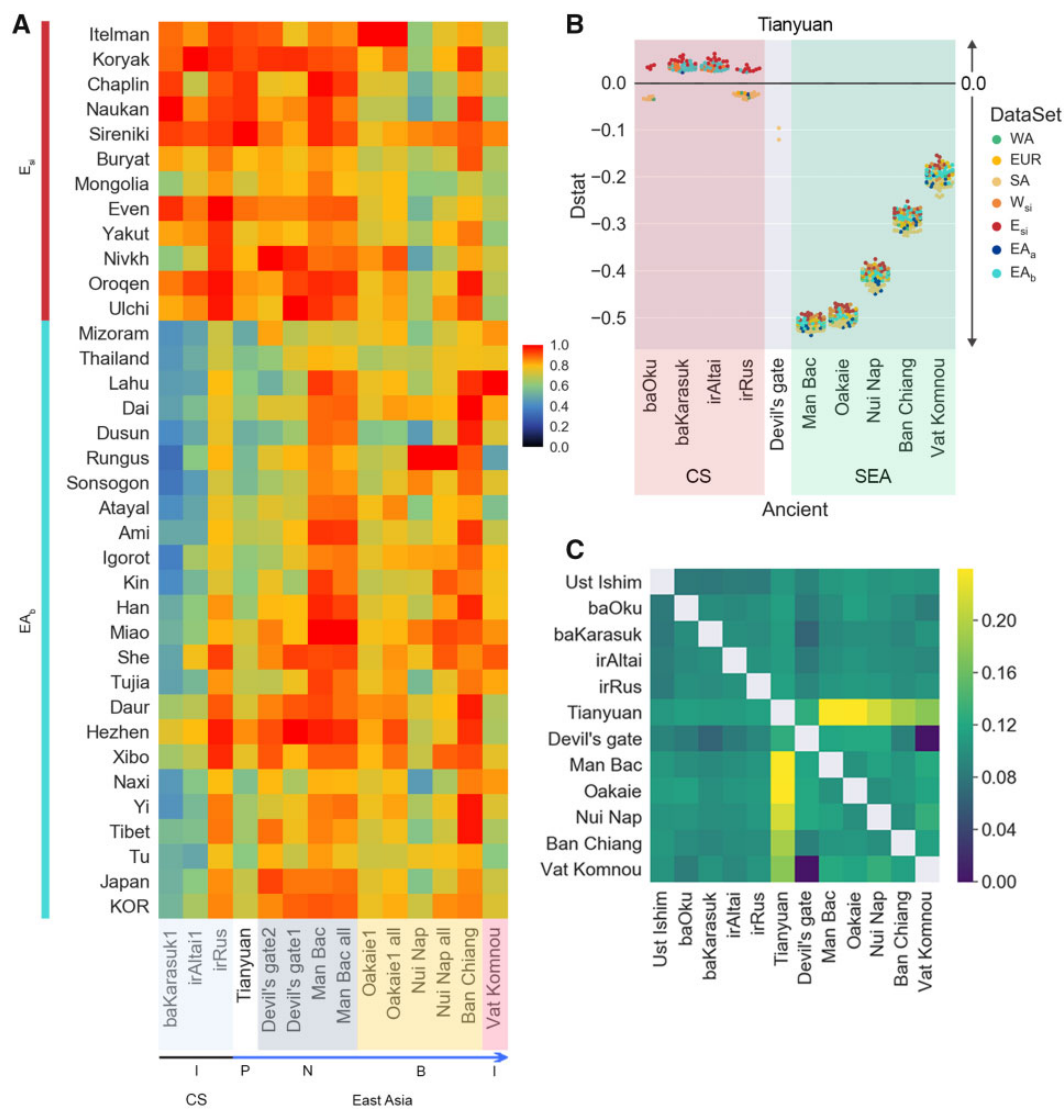 A
E_si
EA_b
Itelman
Koryak
Chaplin
Naukan
Sireniki
Buryat
Mongolia
Even
Yakut
Nivkh
Oroqen
Ulchi
Mizoram
Thailand
Lahu
Dai
Dusun
Rungus
Sonsogon
Atayal
Ami
Igorot
Kin
Han
Miao
She
Tujia
Daur
Hezhen
Xibo
Naxi
Yi
Tibet
Tu
Japan
KOR
baKarasuk1
irAltai1
irRus
Tianyuan
Devil's gate2
Devil's gate1
Man Bac
Man Bac all
Oakaie1
Oakaie1 all
Nui Nap
Nui Nap all
Ban Chiang
Vat Komnou
I P N B I
CS East Asia
1.0
0.8
0.6
0.4
0.2
0.0
B
Tianyuan
Dstat
0.0
−0.1
−0.2
−0.3
−0.4
−0.5
0.0
DataSet
WA
EUR
SA
W_si
E_si
EA_a
EA_b
baOku
baKarasuk
irAltai
irRus
Devil's gate
Man Bac
Oakaie
Nui Nap
Ban Chiang
Vat Komnou
CS SEA
Ancient
C
Ust Ishim
baOku
baKarasuk
irAltai
irRus
Tianyuan
Devil's gate
Man Bac
Oakaie
Nui Nap
Ban Chiang
Vat Komnou
Ust Ishim
baOku
baKarasuk
irAltai
irRus
Tianyuan
Devil's gate
Man Bac
Oakaie
Nui Nap
Ban Chiang
Vat Komnou
0.20
0.16
0.12
0.08
0.04
0.00